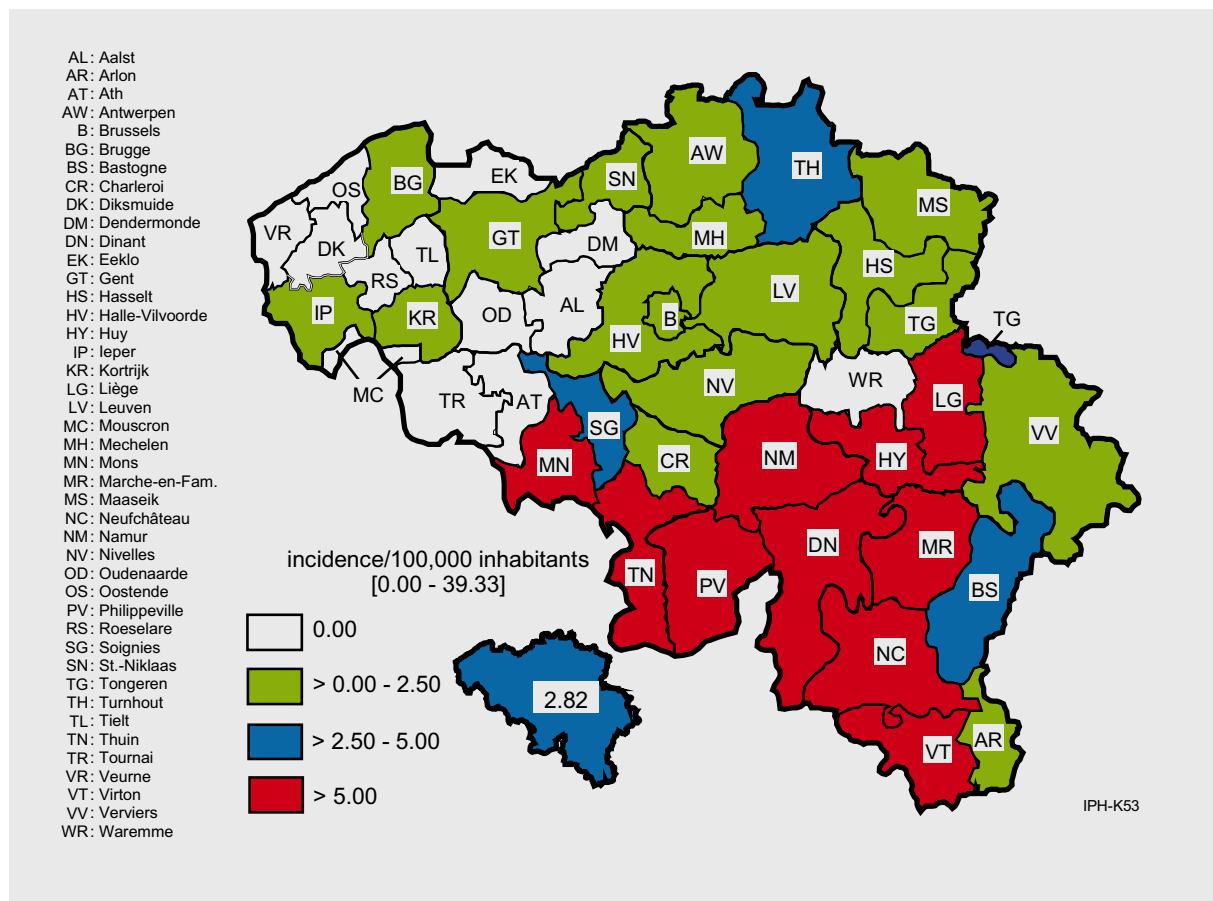 AL: Aalst
AR: Arlon
AT: Ath
AW: Antwerpen
B: Brussels
BG: Brugge
BS: Bastogne
CR: Charleroi
DK: Diksmuide
DM: Dendermonde
DN: Dinant
EK: Eeklo
GT: Gent
HS: Hasselt
HV: Halle-Vilvoorde
HY: Huy
IP: Ieper
KR: Kortrijk
LG: Liège
LV: Leuven
MC: Mouscron
MH: Mechelen
MN: Mons
MR: Marche-en-Fam.
MS: Maaseik
NC: Neufchâteau
NM: Namur
NV: Nivelles
OD: Oudenaarde
OS: Oostende
PV: Philippeville
RS: Roeselare
SG: Soignies
SN: St.-Niklaas
TG: Tongeren
TH: Turnhout
TL: Tielt
TN: Thuin
TR: Tournai
VR: Veurne
VT: Virton
VV: Verviers
WR: Waremme
AW
TH
EK
SN
BG
OS
MS
VR
DK
TL
GT
DM
MH
HS
RS
LV
IP
KR
OD
AL
B
TG
TG
HV
MC
TR
AT
NV
WR
LG
SG
VV
MN
CR
NM
HY
DN
MR
TN
PV
BS
NC
VT
AR
incidence/100,000 inhabitants
[0.00 - 39.33]
0.00
> 0.00 - 2.50
> 2.50 - 5.00
> 5.00
2.82
IPH-K53